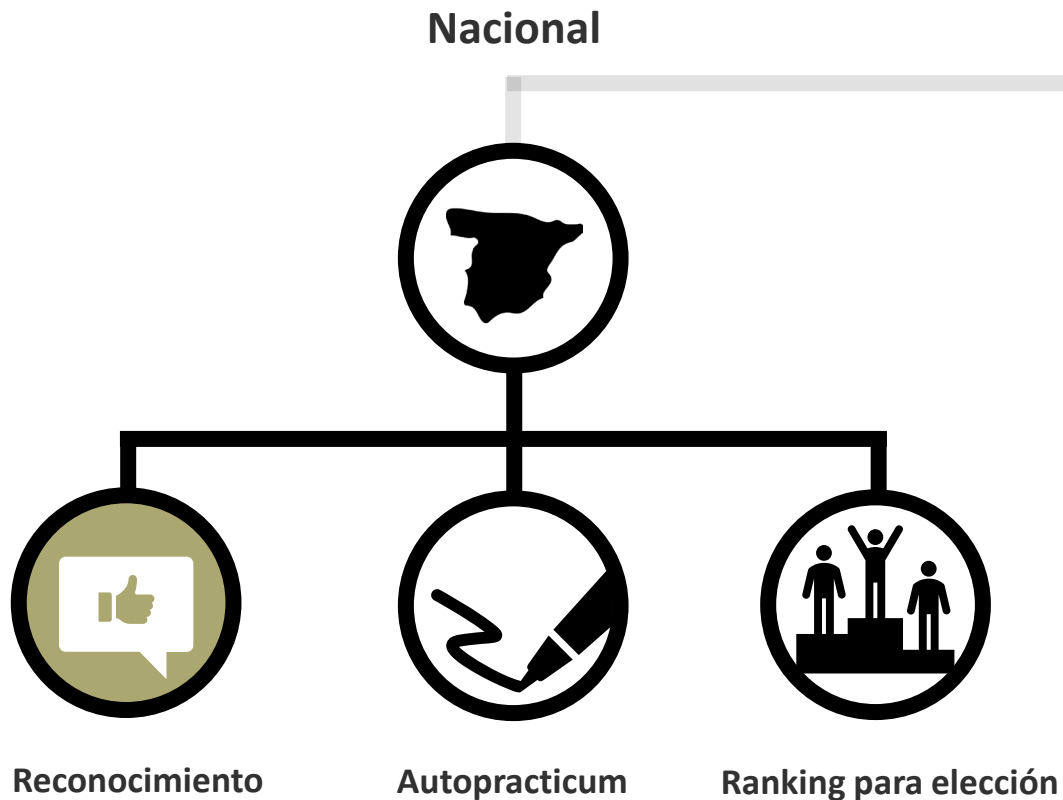 Nacional
Reconocimiento
Autopracticum
Ranking para elección